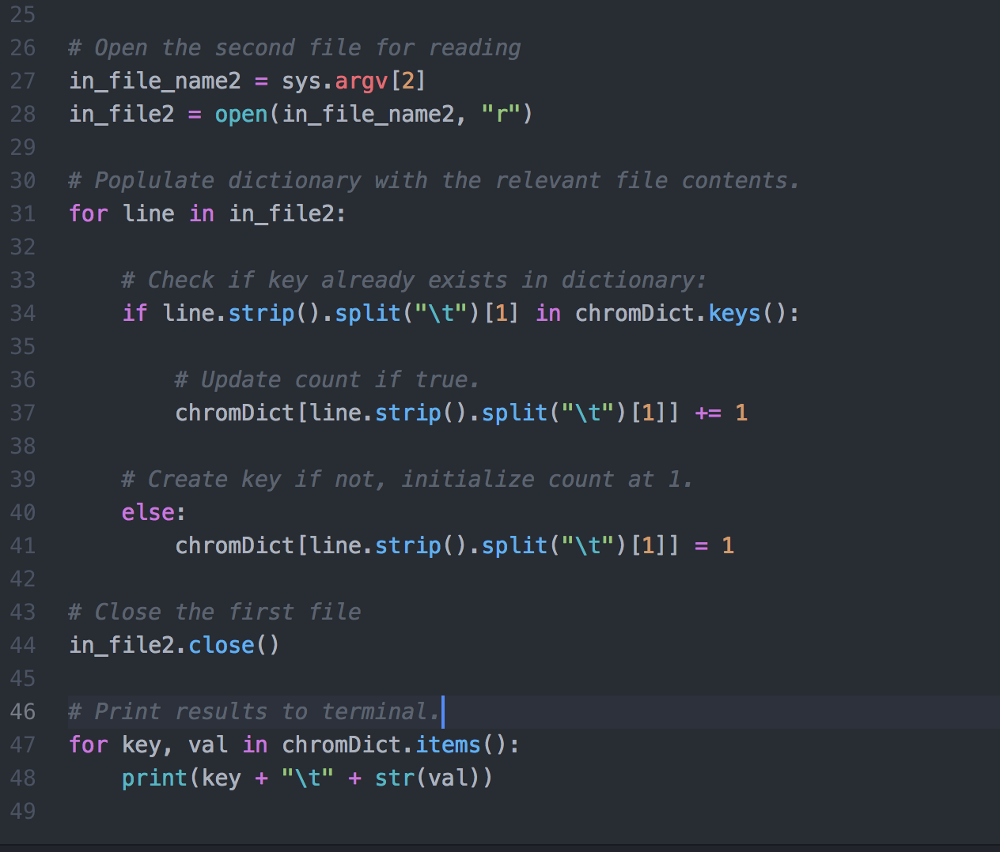 25
26 # Open the second file for reading
27 in_file_name2 = sys.argv[2]
28 in_file2 = open(in_file_name2, "r")
29
30 # Poplulate dictionary with the relevant file contents.
31 for line in in_file2:
32
33     # Check if key already exists in dictionary:
34     if line.strip().split("\t")[1] in chromDict.keys():
35
36         # Update count if true.
37         chromDict[line.strip().split("\t")[1]] += 1
38
39     # Create key if not, initialize count at 1.
40     else:
41         chromDict[line.strip().split("\t")[1]] = 1
42
43 # Close the first file
44 in_file2.close()
45
46 # Print results to terminal.
47 for key, val in chromDict.items():
48     print(key + "\t" + str(val))
49